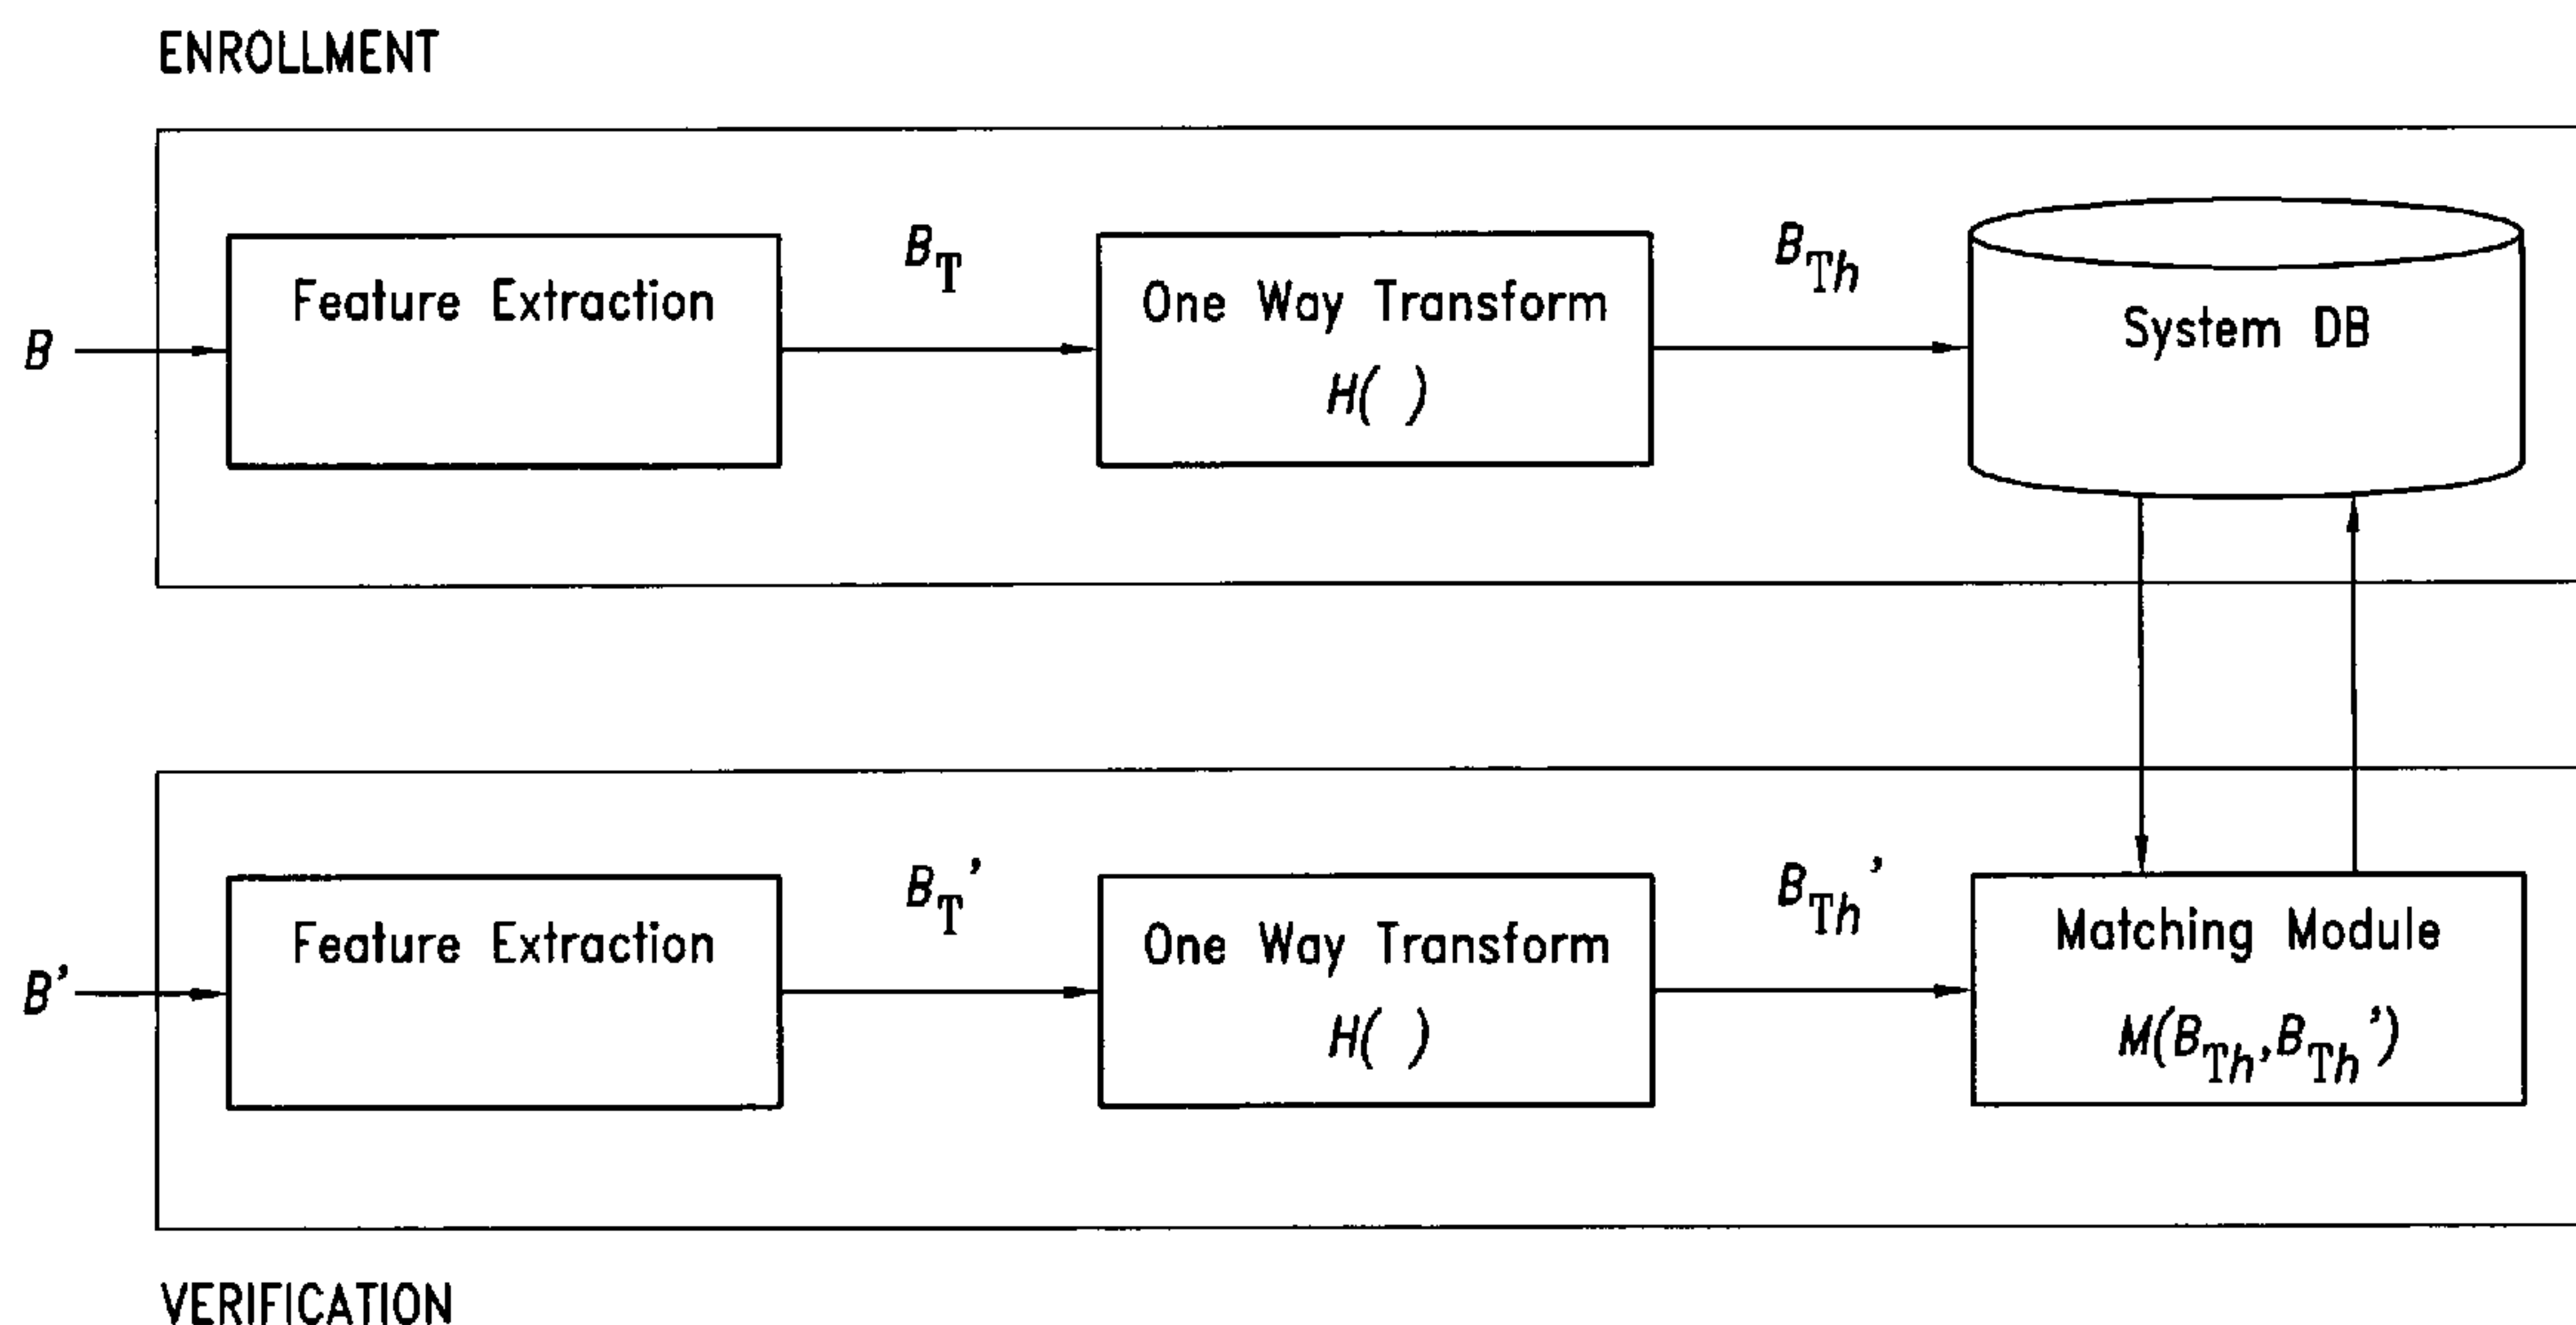 ENROLLMENT
B
Feature Extraction
B_T
One Way Transform
H( )
B_Th
System DB
B'
Feature Extraction
B_T'
One Way Transform
H( )
B_Th'
Matching Module
M(B_Th,B_Th')
VERIFICATION